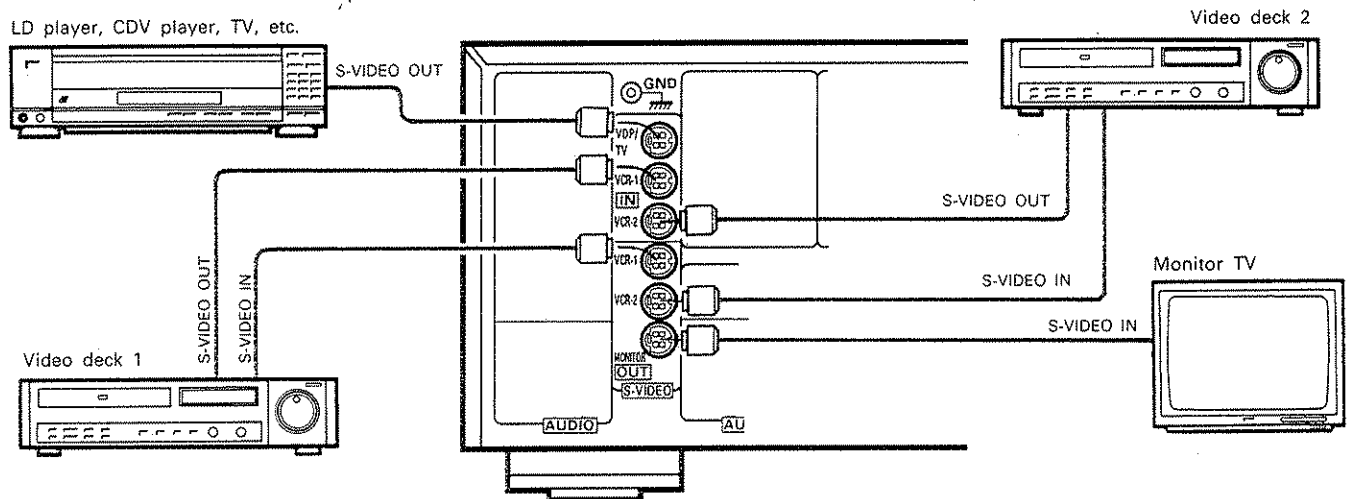 LD player, CDV player, TV, etc.
Video deck 2
S-VIDEO OUT
GND
VDP/
TV
VCR-1
IN
VCR-2
S-VIDEO OUT
VCR-1
S-VIDEO IN
Monitor TV
VCR-2
S-VIDEO IN
S-VIDEO OUT
S-VIDEO IN
MONITOR
OUT
Video deck 1
S-VIDEO
AUDIO
AU